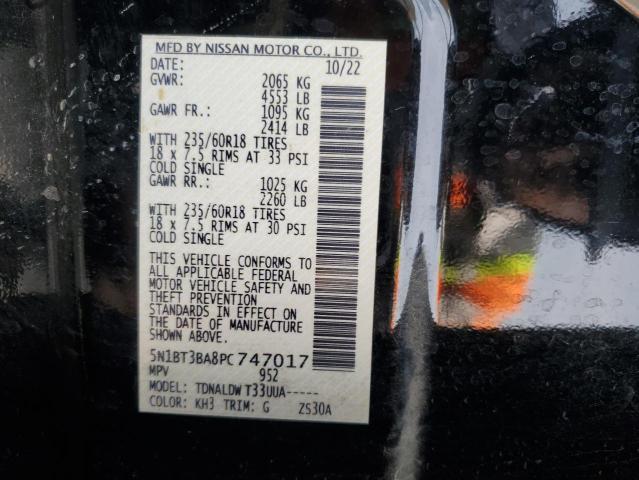 MFD BY NISSAN MOTOR CO., LTD.
DATE: 10/22
GVWR: 2065 KG
4553 LB
GAWR FR.: 1095 KG
2414 LB
WITH 235/60R18 TIRES
18 x 7.5 RIMS AT 33 PSI
COLD SINGLE
GAWR RR.: 1025 KG
2260 LB
WITH 235/60R18 TIRES
18 x 7.5 RIMS AT 30 PSI
COLD SINGLE
THIS VEHICLE CONFORMS TO
ALL APPLICABLE FEDERAL
MOTOR VEHICLE SAFETY AND
THEFT PREVENTION
STANDARDS IN EFFECT ON
THE DATE OF MANUFACTURE
SHOWN ABOVE.
5N1BT3BA8PC747017
MPV 952
MODEL: TDNALDWT33UUA-----
COLOR: KH3 TRIM: G ZS30A